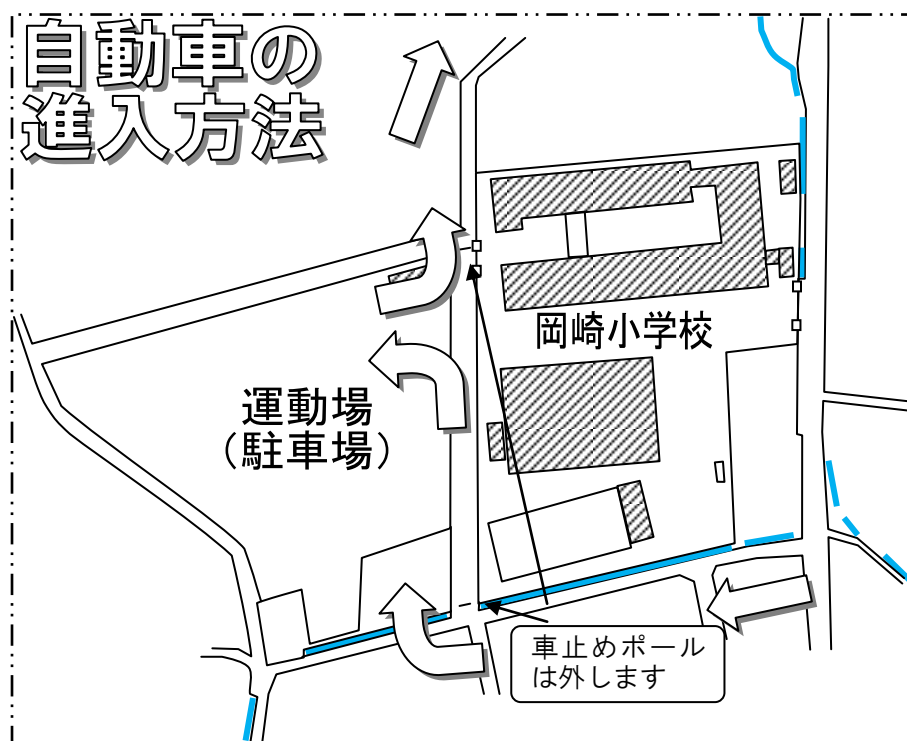 自動車の
進入方法
岡崎小学校
運動場
（駐車場）
車止めポール
は外します